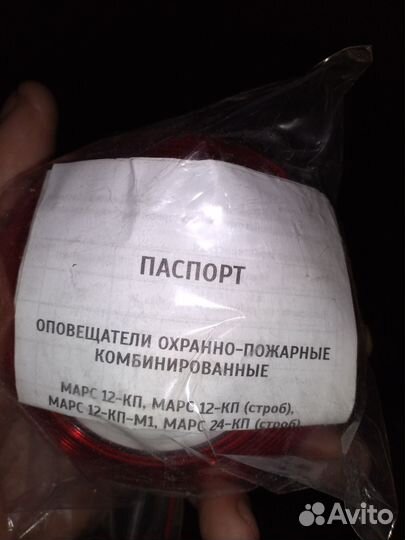 ПАСПОРТ
ОПОВЕЩАТЕЛИ ОХРАННО-ПОЖАРНЫЕ
КОМБИНИРОВАННЫЕ
МАРС 12-КП, МАРС 12-КП (строб),
МАРС 12-КП-М1, МАРС 24-КП (строб)
Avito